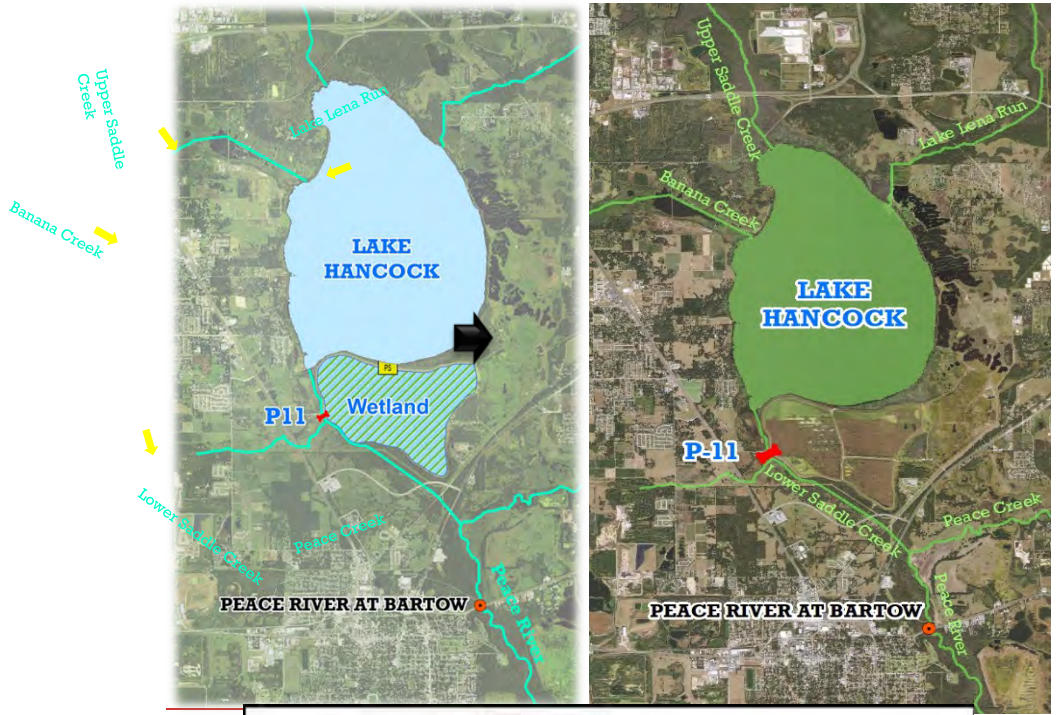 Upper Saddle
Creek
Lake Lena Run
Banana Creek
LAKE
HANCOCK
PS
P11
Wetland
Lower Saddle Creek
Peace Creek
PEACE RIVER AT BARTOW
Peace River
Upper Saddle Creek
Lake Lena Run
Banana Creek
LAKE
HANCOCK
P-11
Lower Saddle Creek
Peace Creek
PEACE RIVER AT BARTOW
Peace River